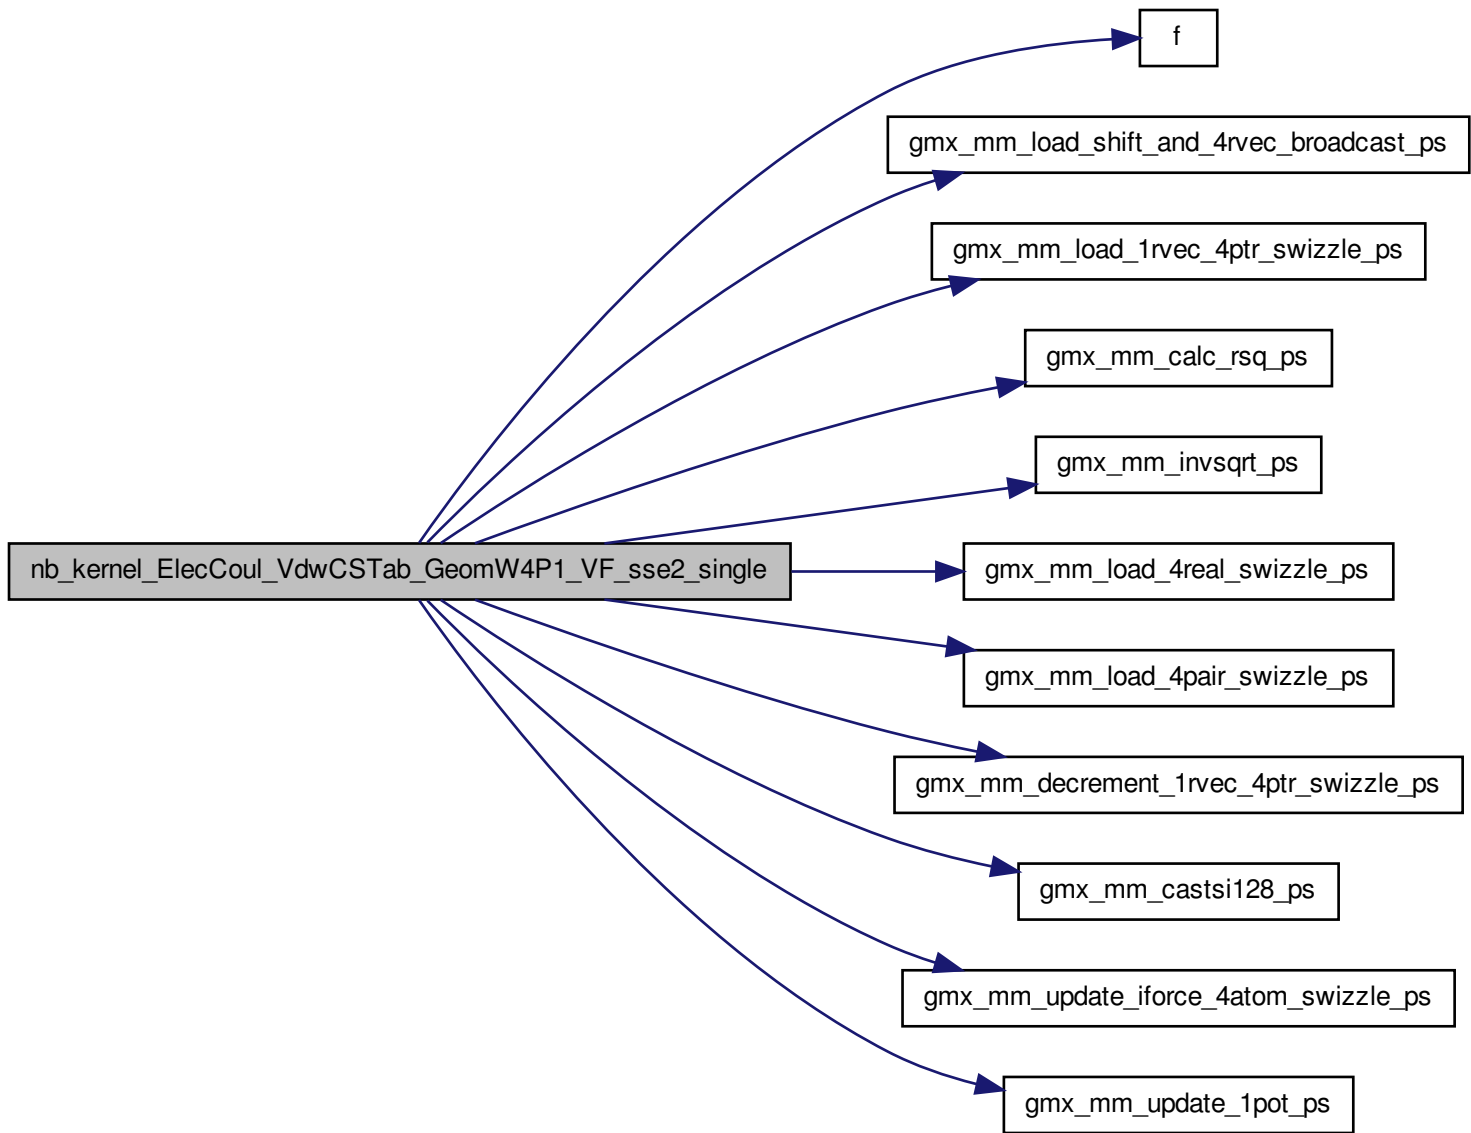 f
gmx_mm_load_shift_and_4rvec_broadcast_ps
gmx_mm_load_1rvec_4ptr_swizzle_ps
gmx_mm_calc_rsq_ps
gmx_mm_invsqrt_ps
nb_kernel_ElecCoul_VdwCSTab_GeomW4P1_VF_sse2_single
gmx_mm_load_4real_swizzle_ps
gmx_mm_load_4pair_swizzle_ps
gmx_mm_decrement_1rvec_4ptr_swizzle_ps
gmx_mm_castsi128_ps
gmx_mm_update_iforce_4atom_swizzle_ps
gmx_mm_update_1pot_ps